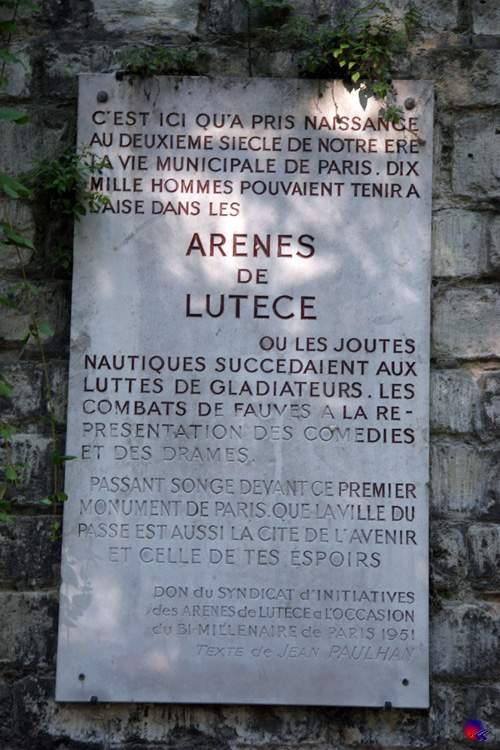 C'EST ICI QU'A PRIS NAISSANCE
AU DEUXIEME SIECLE DE NOTRE ERE
LA VIE MUNICIPALE DE PARIS. DIX
MILLE HOMMES POUVAIENT TENIR A
L'AISE DANS LES
ARENES
DE
LUTECE
OU LES JOUTES
NAUTIQUES SUCCEDAIENT AUX
LUTTES DE GLADIATEURS. LES
COMBATS DE FAUVES A LA RE-
PRESENTATION DES COMEDIES
ET DES DRAMES.
PASSANT SONGE DEVANT CE PREMIER
MONUMENT DE PARIS. QUE LA VILLE DU
PASSE EST AUSSI LA CITE DE L'AVENIR
ET CELLE DE TES ESPOIRS
DON du SYNDICAT d'INITIATIVES
des ARENES de LUTECE a L'OCCASION
du BI-MILLENAIRE de PARIS 1951
TEXTE de JEAN PAULHAN